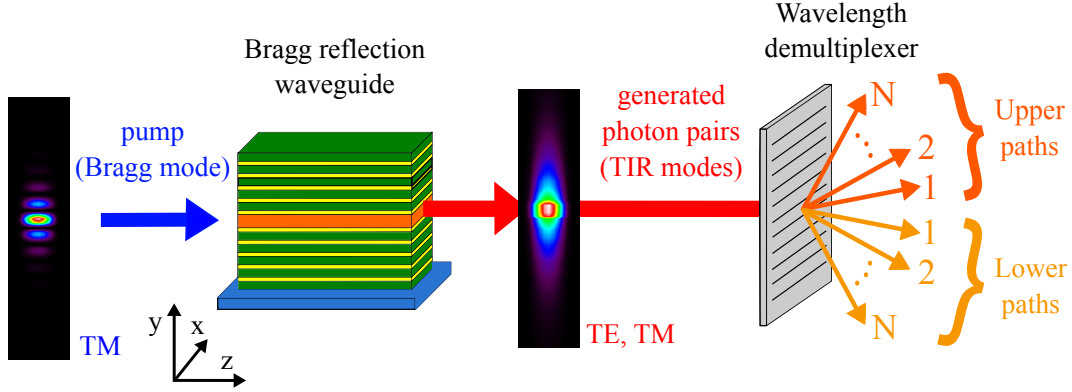 Wavelength
demultiplexer
Bragg reflection
waveguide
pump
(Bragg mode)
generated
photon pairs
(TIR modes)
N
2
1
1
2
N
Upper
paths
Lower
paths
TM
y
x
z
TE, TM